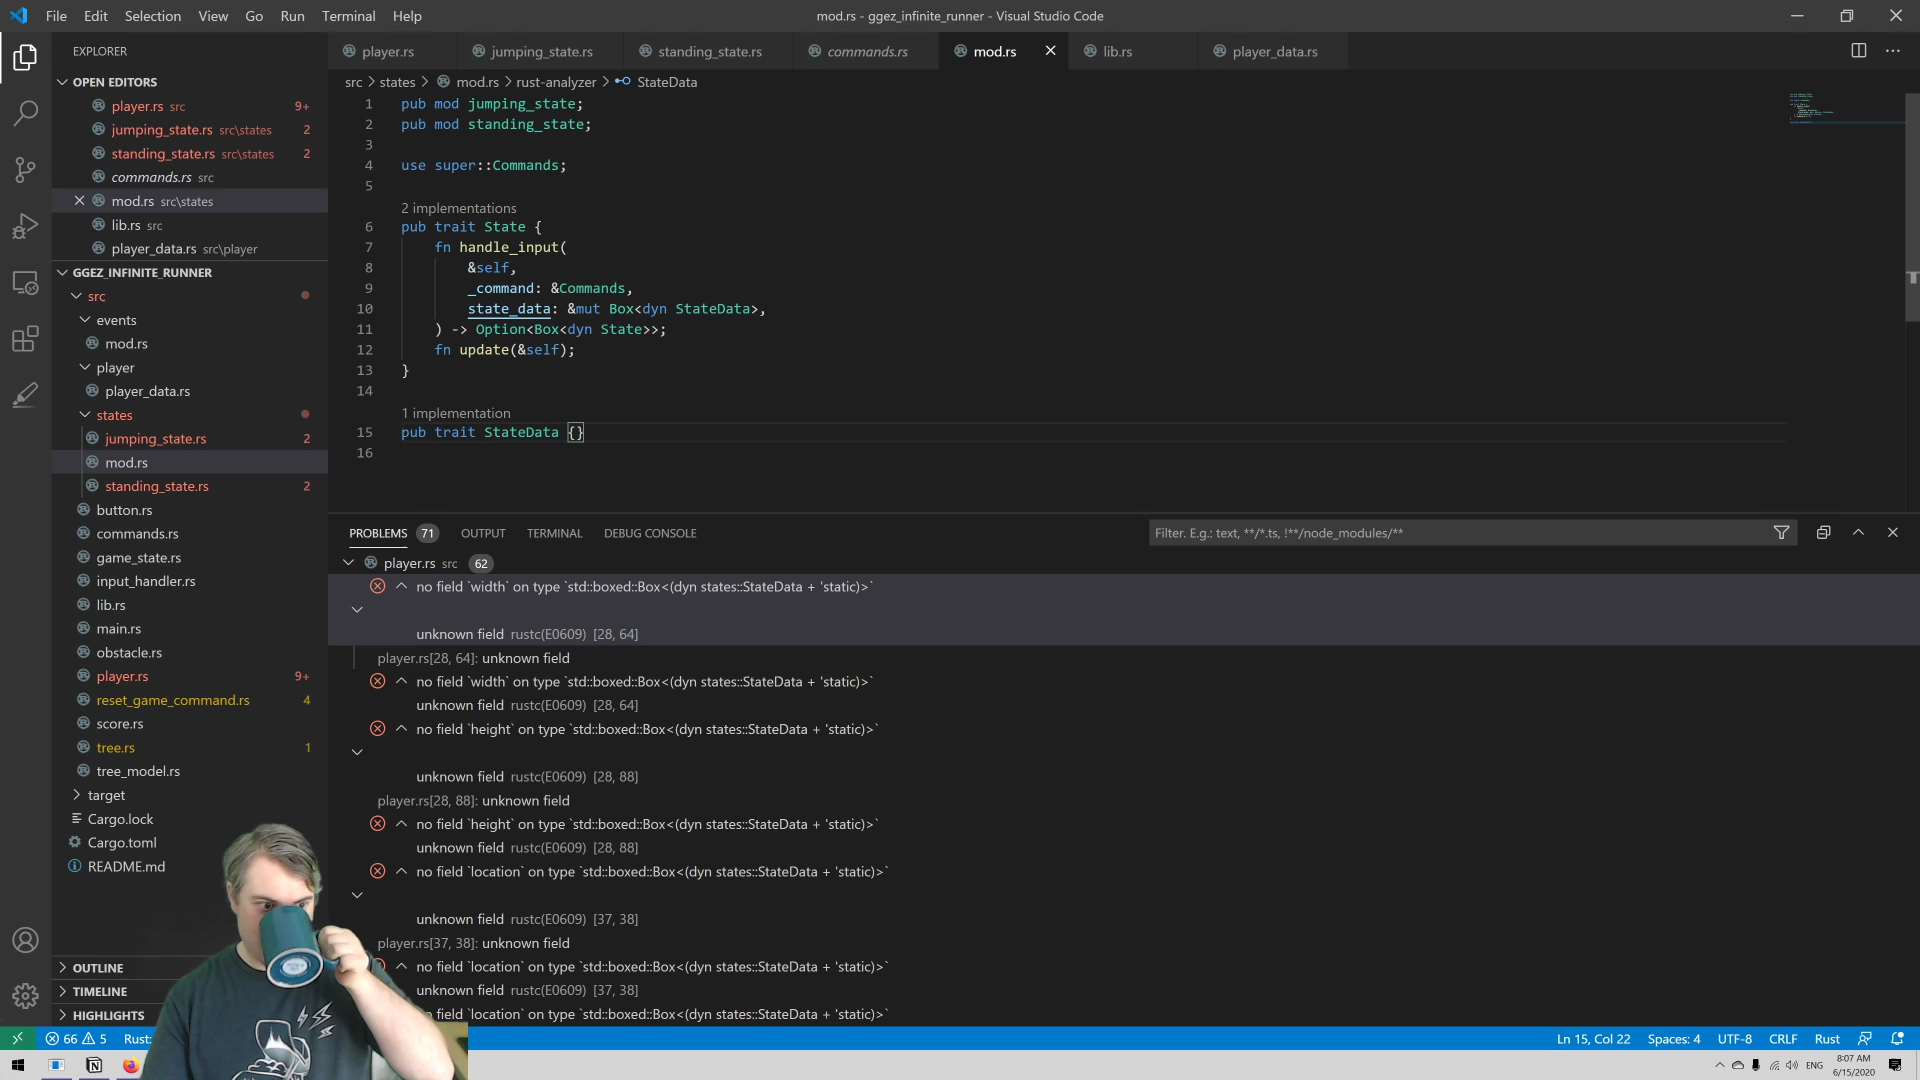 File Edit Selection View Go Run Terminal Help
mod.rs - ggez_infinite_runner - Visual Studio Code
EXPLORER
OPEN EDITORS
player.rs src 9+
jumping_state.rs src\states 2
standing_state.rs src\states 2
commands.rs src
mod.rs src\states
lib.rs src
player_data.rs src\player
GGEZ_INFINITE_RUNNER
src
events
mod.rs
player
player_data.rs
states
jumping_state.rs 2
mod.rs
standing_state.rs 2
button.rs
commands.rs
game_state.rs
input_handler.rs
lib.rs
main.rs
obstacle.rs
player.rs 9+
reset_game_command.rs 4
score.rs
tree.rs 1
tree_model.rs
target
Cargo.lock
Cargo.toml
README.md
OUTLINE
TIMELINE
HIGHLIGHTS
player.rs jumping_state.rs standing_state.rs commands.rs mod.rs lib.rs player_data.rs
src > states > mod.rs > rust-analyzer > StateData
1 pub mod jumping_state;
2 pub mod standing_state;
3
4 use super::Commands;
5
2 implementations
6 pub trait State {
7 fn handle_input(
8 &self,
9 _command: &Commands,
10 state_data: &mut Box<dyn StateData>,
11 ) -> Option<Box<dyn State>>;
12 fn update(&self);
13 }
14
1 implementation
15 pub trait StateData {}
16
PROBLEMS 71 OUTPUT TERMINAL DEBUG CONSOLE
Filter. E.g.: text, **/*.ts, !**/node_modules/**
player.rs src 62
no field `width` on type `std::boxed::Box<(dyn states::StateData + 'static)>`
unknown field rustc(E0609) [28, 64]
player.rs[28, 64]: unknown field
no field `width` on type `std::boxed::Box<(dyn states::StateData + 'static)>`
unknown field rustc(E0609) [28, 64]
no field `height` on type `std::boxed::Box<(dyn states::StateData + 'static)>`
unknown field rustc(E0609) [28, 88]
player.rs[28, 88]: unknown field
no field `height` on type `std::boxed::Box<(dyn states::StateData + 'static)>`
unknown field rustc(E0609) [28, 88]
no field `location` on type `std::boxed::Box<(dyn states::StateData + 'static)>`
unknown field rustc(E0609) [37, 38]
player.rs[37, 38]: unknown field
no field `location` on type `std::boxed::Box<(dyn states::StateData + 'static)>`
unknown field rustc(E0609) [37, 38]
no field `location` on type `std::boxed::Box<(dyn states::StateData + 'static)>`
66 5 Rust:
Ln 15, Col 22 Spaces: 4 UTF-8 CRLF Rust
ENG
8:07 AM
6/15/2020